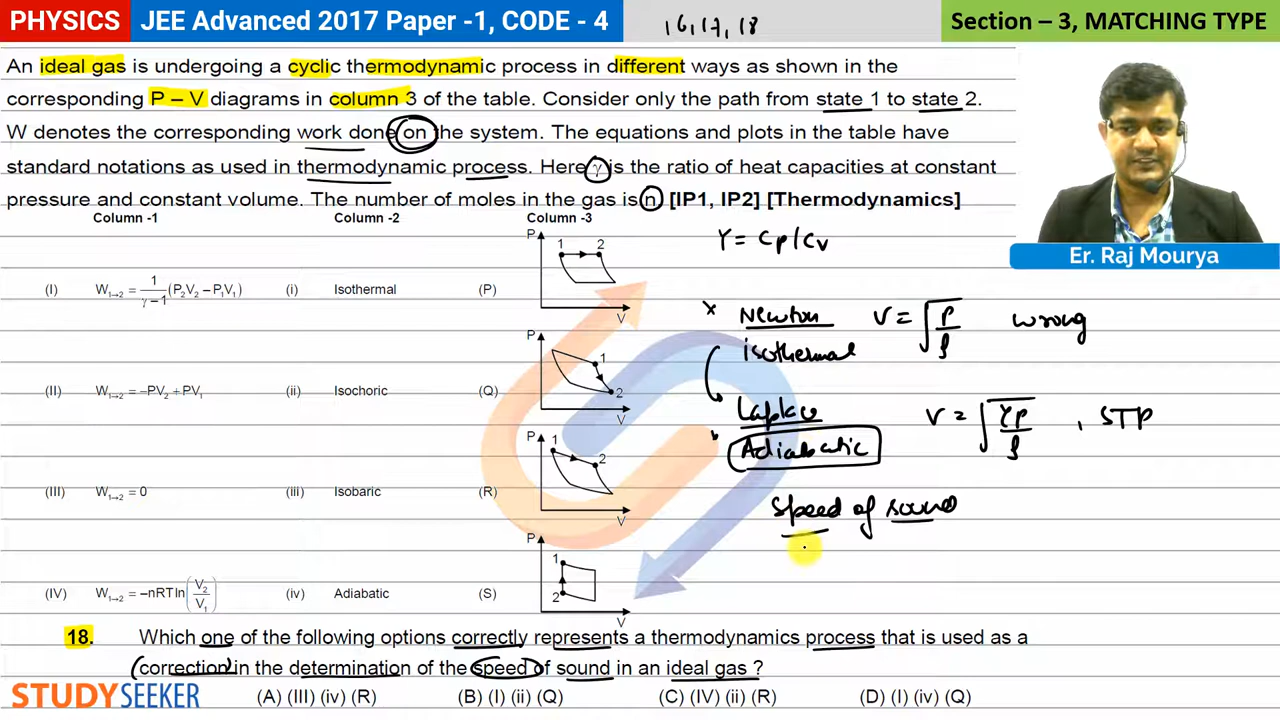 PHYSICS JEE Advanced 2017 Paper -1, CODE - 4 16, 17, 18 Section – 3, MATCHING TYPE
An ideal gas is undergoing a cyclic thermodynamic process in different ways as shown in the
corresponding P – V diagrams in column 3 of the table. Consider only the path from state 1 to state 2.
W denotes the corresponding work done on the system. The equations and plots in the table have
standard notations as used in thermodynamic process. Here γ is the ratio of heat capacities at constant
pressure and constant volume. The number of moles in the gas is n [IP1, IP2] [Thermodynamics]
Column -1 Column -2 Column -3
γ = Cp/Cv
Er. Raj Mourya
P 1 2 V
(I) W₁→₂ = 1/(γ – 1) (P₂V₂ – P₁V₁) (i) Isothermal (P)
x Newton v = √(P/ρ) wrong
isothermal
P 1 2 V
(II) W₁→₂ = –PV₂ + PV₁ (ii) Isochoric (Q)
Laplace v = √(γP/ρ) , STP
Adiabatic
P 1 2 V
(III) W₁→₂ = 0 (iii) Isobaric (R)
Speed of sound
P 1 2 V
(IV) W₁→₂ = –nRT ln(V₂/V₁) (iv) Adiabatic (S)
18. Which one of the following options correctly represents a thermodynamics process that is used as a
(correction) in the determination of the speed of sound in an ideal gas ?
STUDYSEEKER (A) (III) (iv) (R) (B) (I) (ii) (Q) (C) (IV) (ii) (R) (D) (I) (iv) (Q)